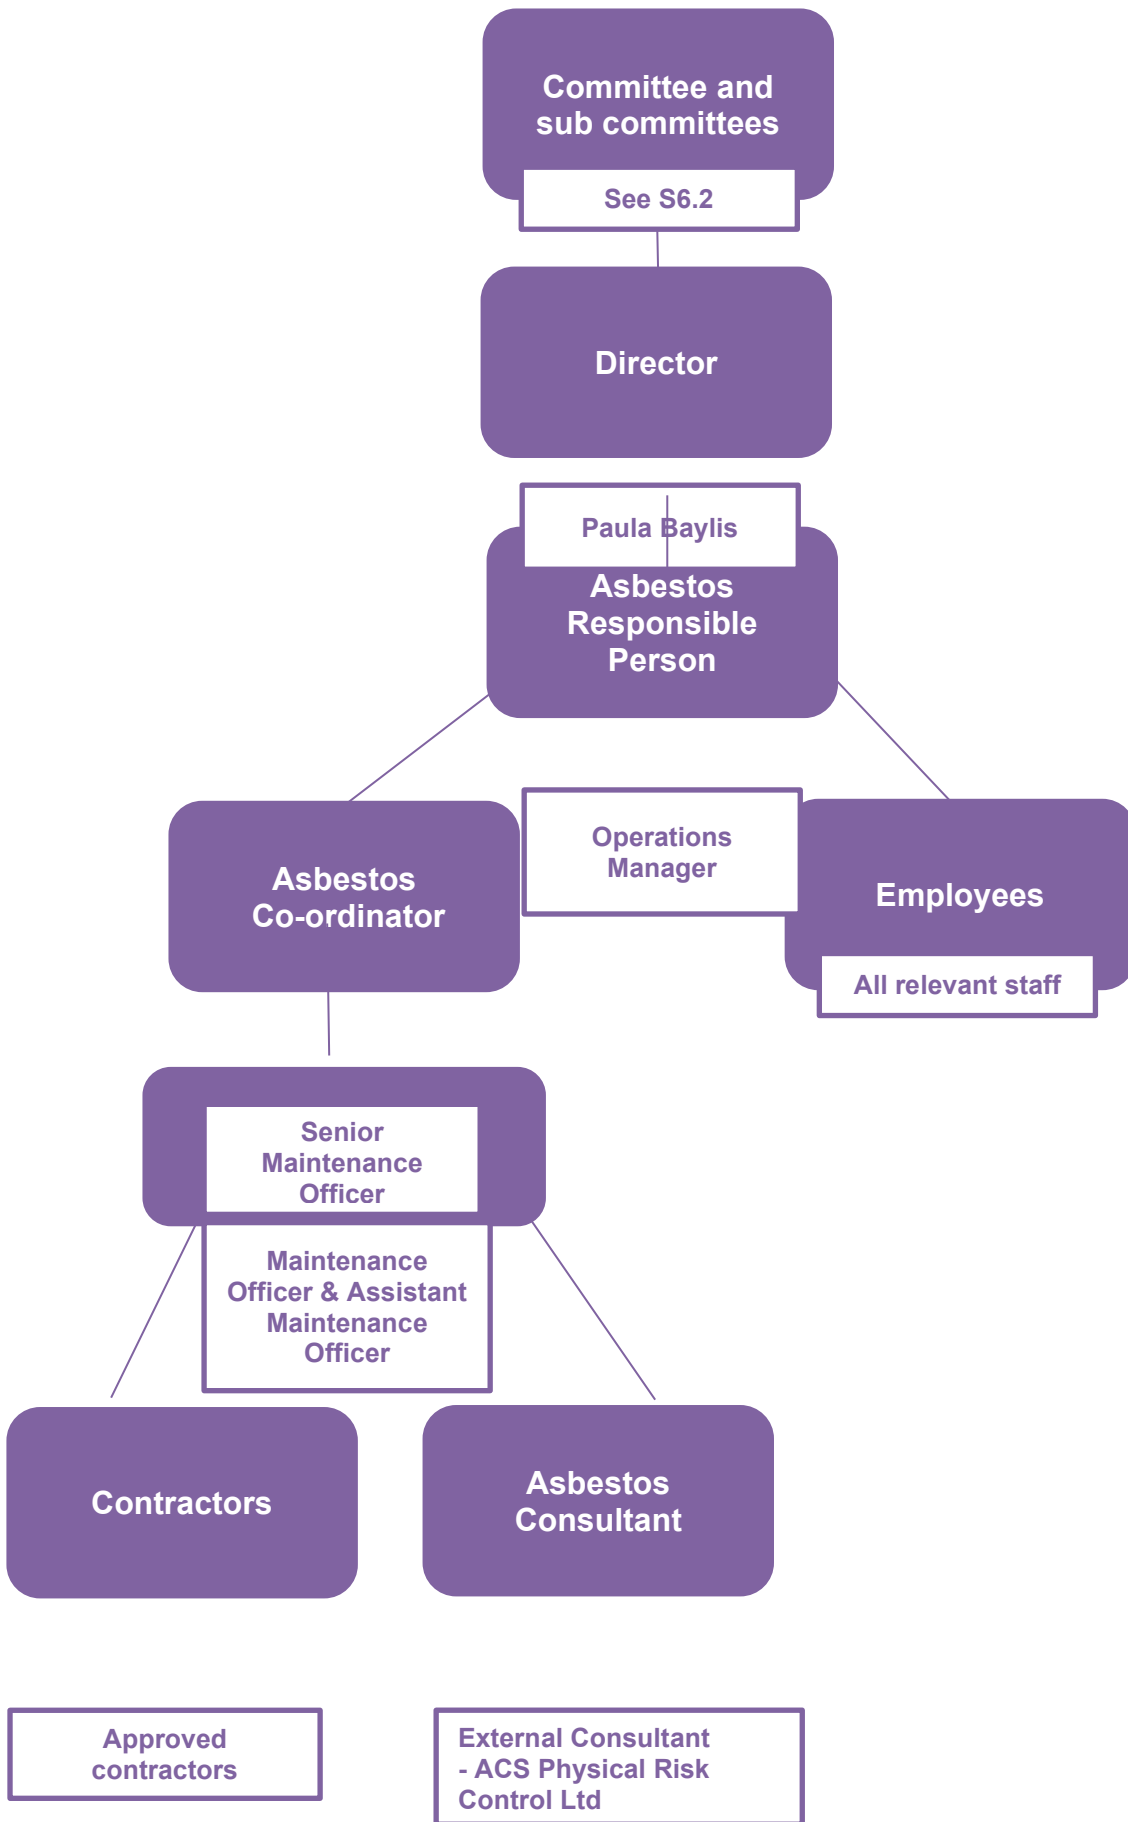 Committee and
sub committees
See S6.2
Director
Paula Baylis
Asbestos
Responsible
Person
Operations
Manager
Asbestos
Co-ordinator
Employees
All relevant staff
Senior
Maintenance
Officer
Maintenance
Officer & Assistant
Maintenance
Officer
Contractors
Asbestos
Consultant
Approved
contractors
External Consultant
- ACS Physical Risk
Control Ltd